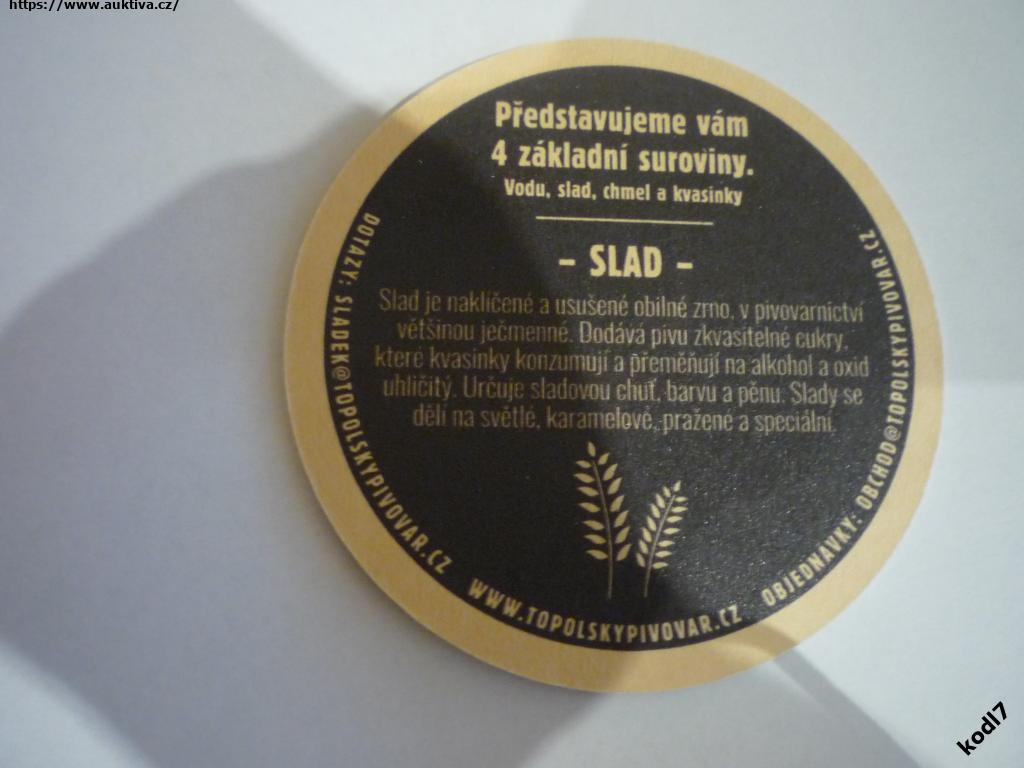 https://www.auktiva.cz/
Představujeme vám
4 základní suroviny.
Vodu, slad, chmel a kvasinky
– SLAD –
Slad je naklíčené a usušené obilné zrno, v pivovarnictví
většinou ječmenné. Dodává pivu zkvasitelné cukry,
které kvasinky konzumují a přeměňují na alkohol a oxid
uhličitý. Určuje sladovou chuť, barvu a pěnu. Slady se
dělí na světlé, karamelové, pražené a speciální.
DOTAZY: SLADEK@TOPOLSKYPIVOVAR.CZ
WWW.TOPOLSKYPIVOVAR.CZ
OBJEDNAVKY: OBCHOD@TOPOLSKYPIVOVAR.CZ
kodl7